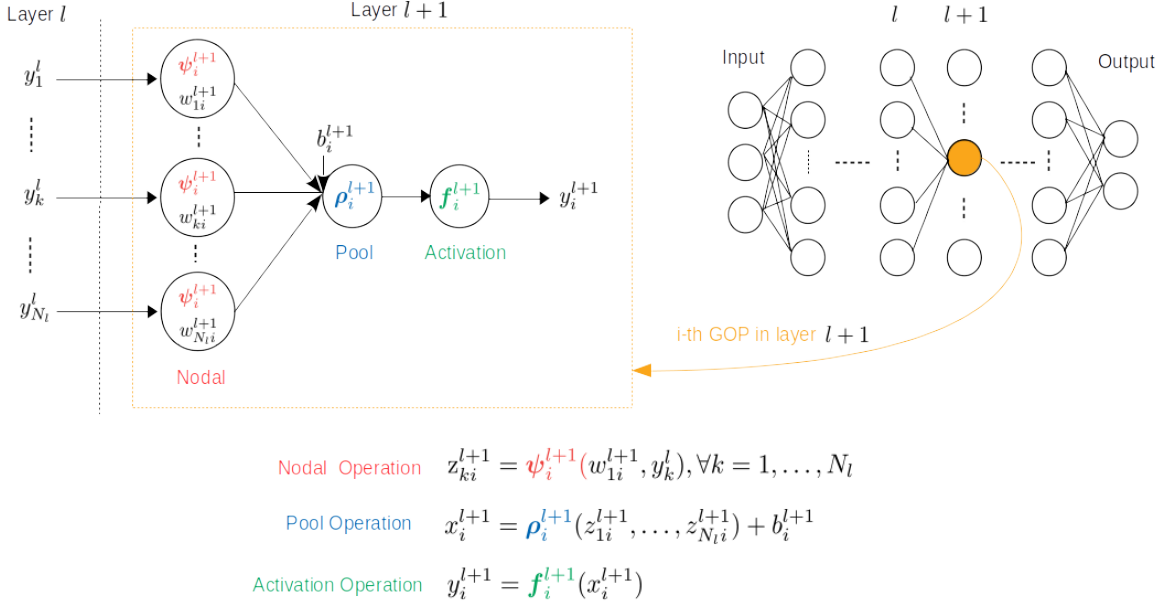 Layer l
Layer l + 1
y_1^l
ψ_i^{l+1}
w_{1i}^{l+1}
b_i^{l+1}
y_k^l
ψ_i^{l+1}
w_{ki}^{l+1}
ρ_i^{l+1}
f_i^{l+1}
y_i^{l+1}
Pool
Activation
y_{N_l}^l
ψ_i^{l+1}
w_{N_l i}^{l+1}
Nodal
l
l + 1
Input
Output
i-th GOP in layer l + 1
Nodal Operation z_{ki}^{l+1} = ψ_i^{l+1}(w_{1i}^{l+1}, y_k^l), ∀k = 1, . . . , N_l
Pool Operation x_i^{l+1} = ρ_i^{l+1}(z_{1i}^{l+1}, . . . , z_{N_l i}^{l+1}) + b_i^{l+1}
Activation Operation y_i^{l+1} = f_i^{l+1}(x_i^{l+1})